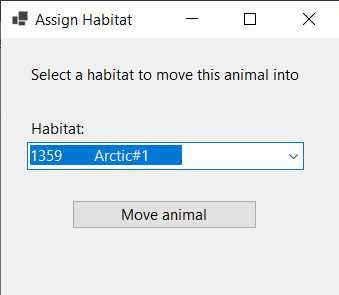 Assign Habitat
Select a habitat to move this animal into
Habitat:
1359 Arctic#1
Move animal